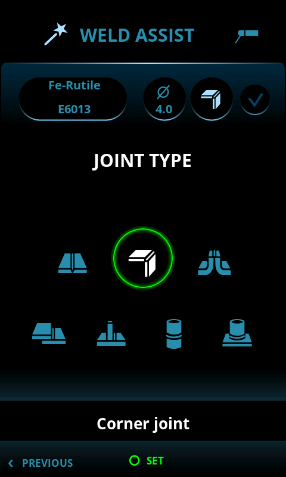 WELD ASSIST
Fe-Rutile
E6013
4.0
JOINT TYPE
Corner joint
PREVIOUS
SET